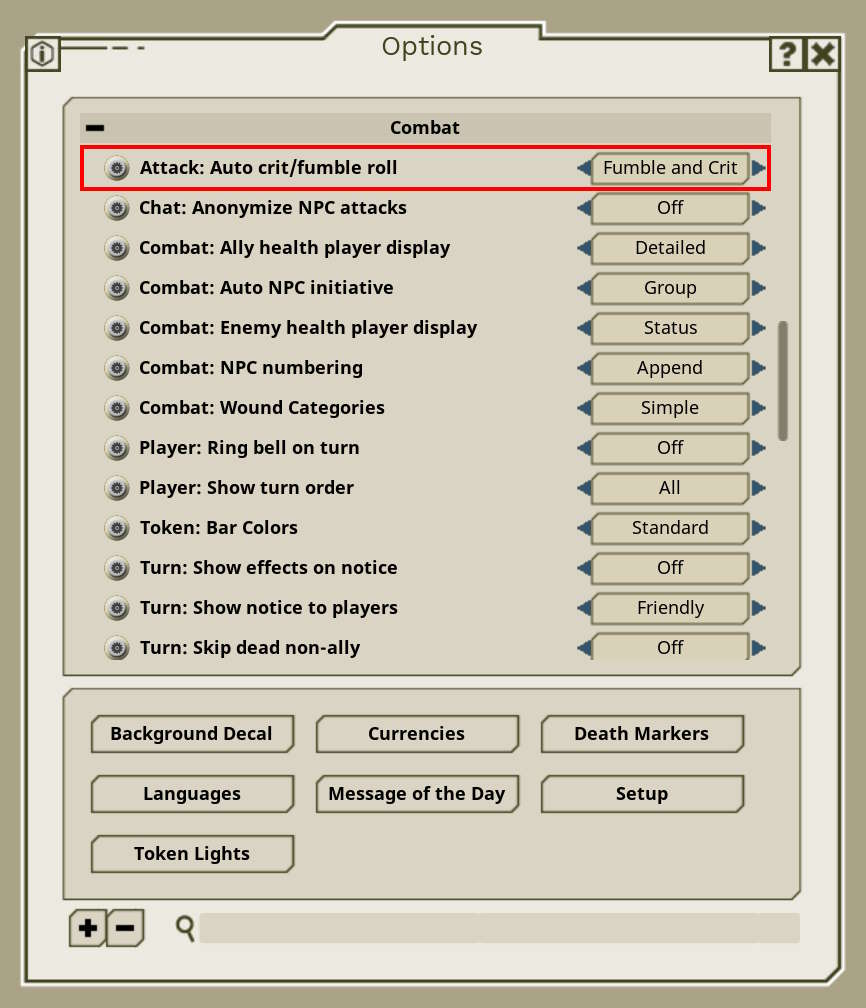 Options
Combat
Attack: Auto crit/fumble roll Fumble and Crit
Chat: Anonymize NPC attacks Off
Combat: Ally health player display Detailed
Combat: Auto NPC initiative Group
Combat: Enemy health player display Status
Combat: NPC numbering Append
Combat: Wound Categories Simple
Player: Ring bell on turn Off
Player: Show turn order All
Token: Bar Colors Standard
Turn: Show effects on notice Off
Turn: Show notice to players Friendly
Turn: Skip dead non-ally Off
Background Decal Currencies Death Markers
Languages Message of the Day Setup
Token Lights